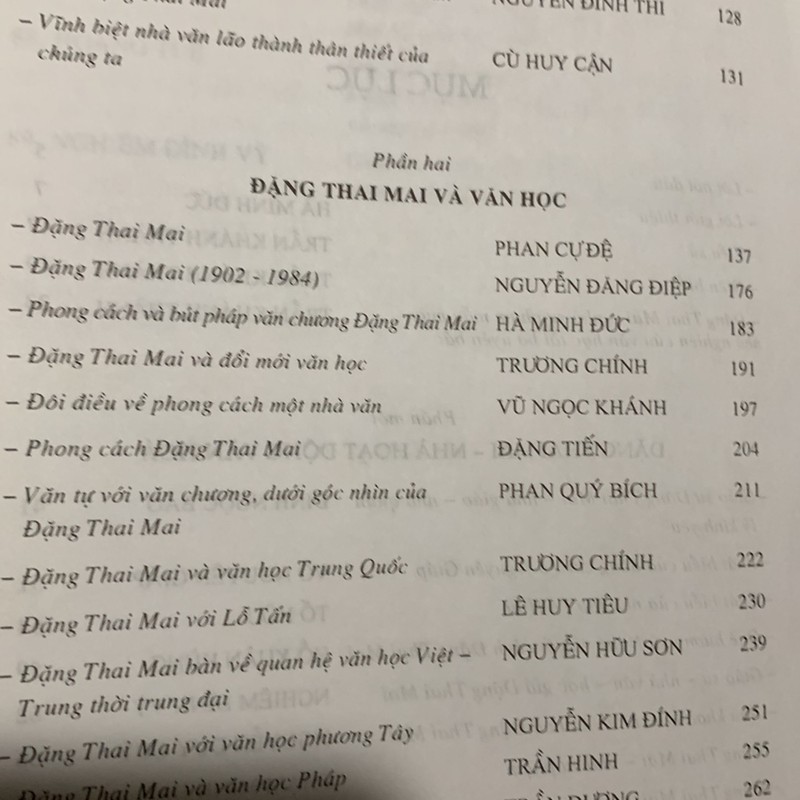 NGUYỄN ĐÌNH THI 128
– Vĩnh biệt nhà văn lão thành thân thiết của
chúng ta CÙ HUY CẬN 131
Phần hai
ĐẶNG THAI MAI VÀ VĂN HỌC
– Đặng Thai Mai PHAN CỰ ĐỆ 137
– Đặng Thai Mai (1902 - 1984) NGUYỄN ĐĂNG ĐIỆP 176
– Phong cách và bút pháp văn chương Đặng Thai Mai HÀ MINH ĐỨC 183
– Đặng Thai Mai và đổi mới văn học TRƯƠNG CHÍNH 191
– Đôi điều về phong cách một nhà văn VŨ NGỌC KHÁNH 197
– Phong cách Đặng Thai Mai ĐẶNG TIẾN 204
– Văn tự với văn chương, dưới góc nhìn của PHAN QUÝ BÍCH 211
Đặng Thai Mai
– Đặng Thai Mai và văn học Trung Quốc TRƯƠNG CHÍNH 222
– Đặng Thai Mai với Lỗ Tấn LÊ HUY TIÊU 230
– Đặng Thai Mai bàn về quan hệ văn học Việt – NGUYỄN HỮU SƠN 239
Trung thời trung đại
– Đặng Thai Mai với văn học phương Tây NGUYỄN KIM ĐÍNH 251
– Đặng Thai Mai và văn học Pháp TRẦN HINH 255
262